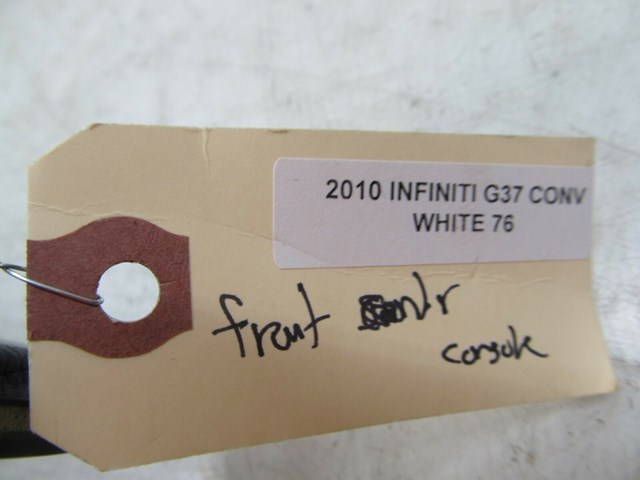 2010 INFINITI G37 CONV
WHITE 76
front
console